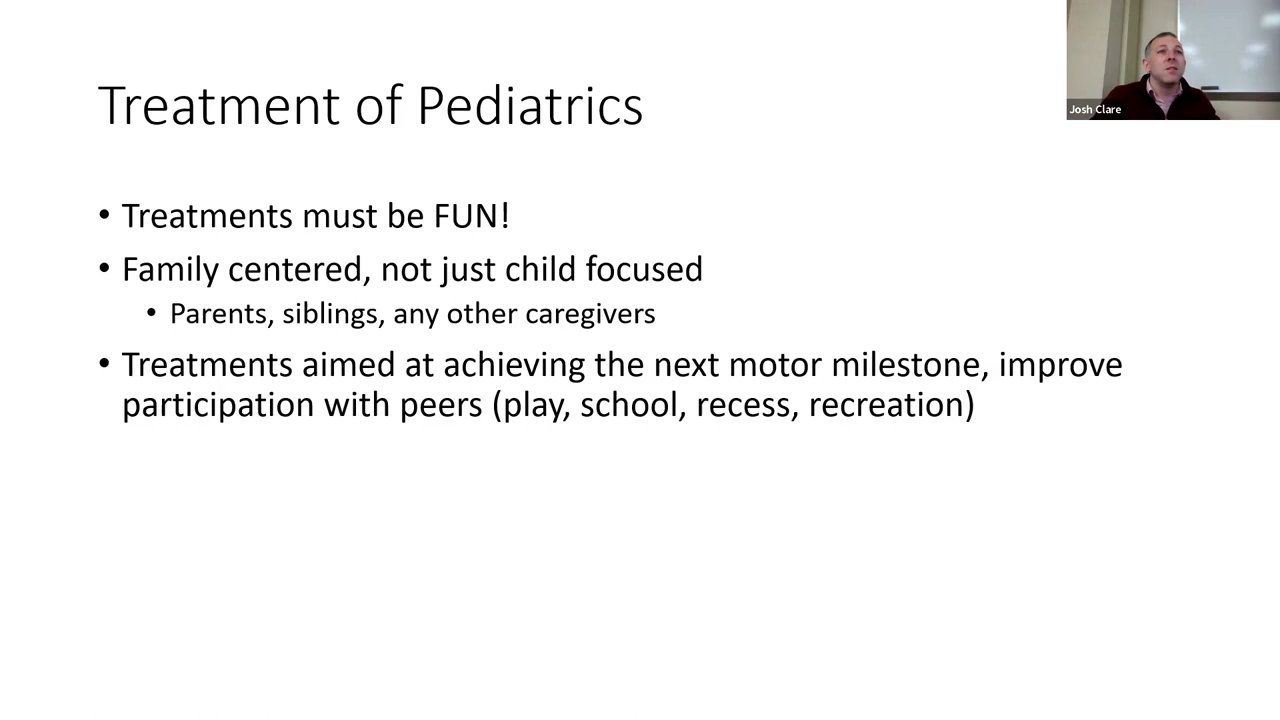 Treatment of Pediatrics
Josh Clare
• Treatments must be FUN!
• Family centered, not just child focused
• Parents, siblings, any other caregivers
• Treatments aimed at achieving the next motor milestone, improve
participation with peers (play, school, recess, recreation)